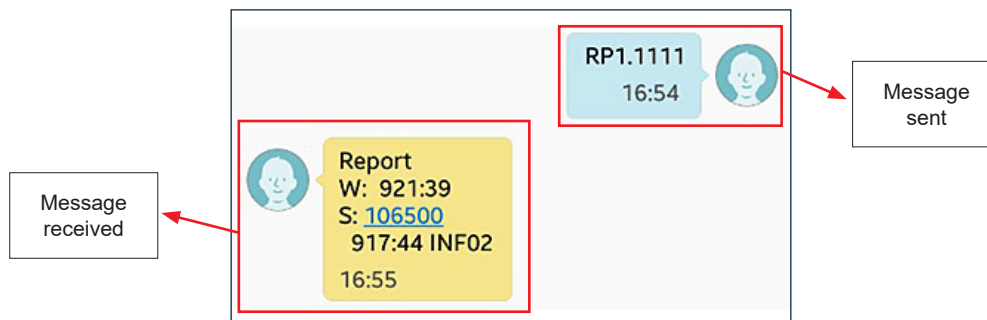 RP1.1111
16:54
Message
sent
Report
W: 921:39
S: 106500
917:44 INF02
16:55
Message
received